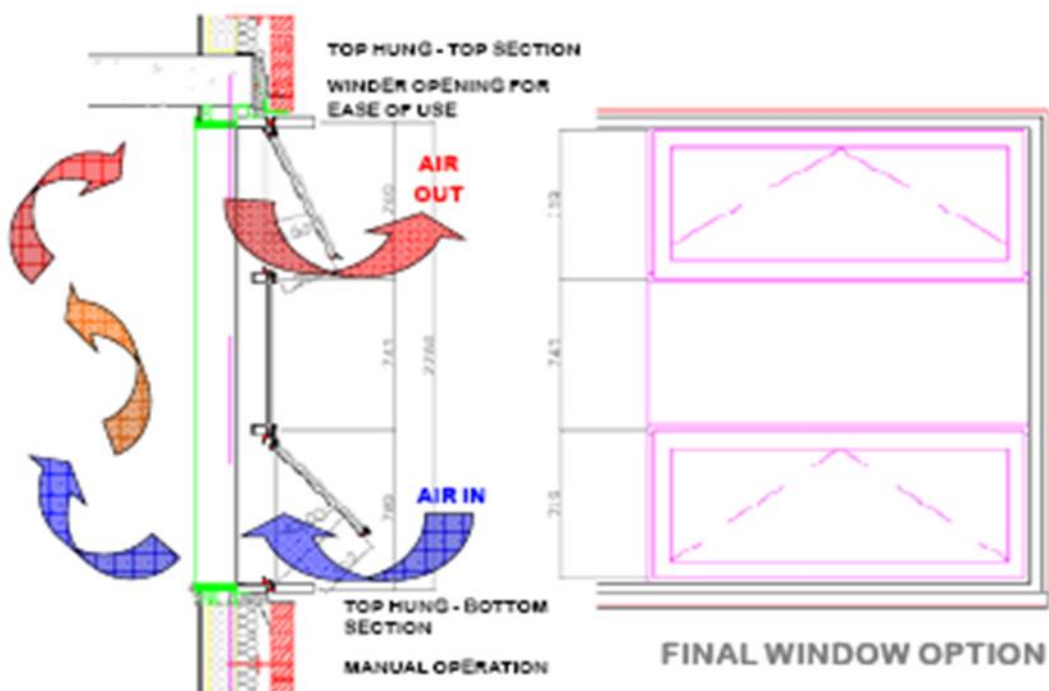 TOP HUNG - TOP SECTION
WINDER OPENING FOR
EASE OF USE
AIR
OUT
AIR IN
TOP HUNG - BOTTOM
SECTION
MANUAL OPERATION
741
741
FINAL WINDOW OPTION